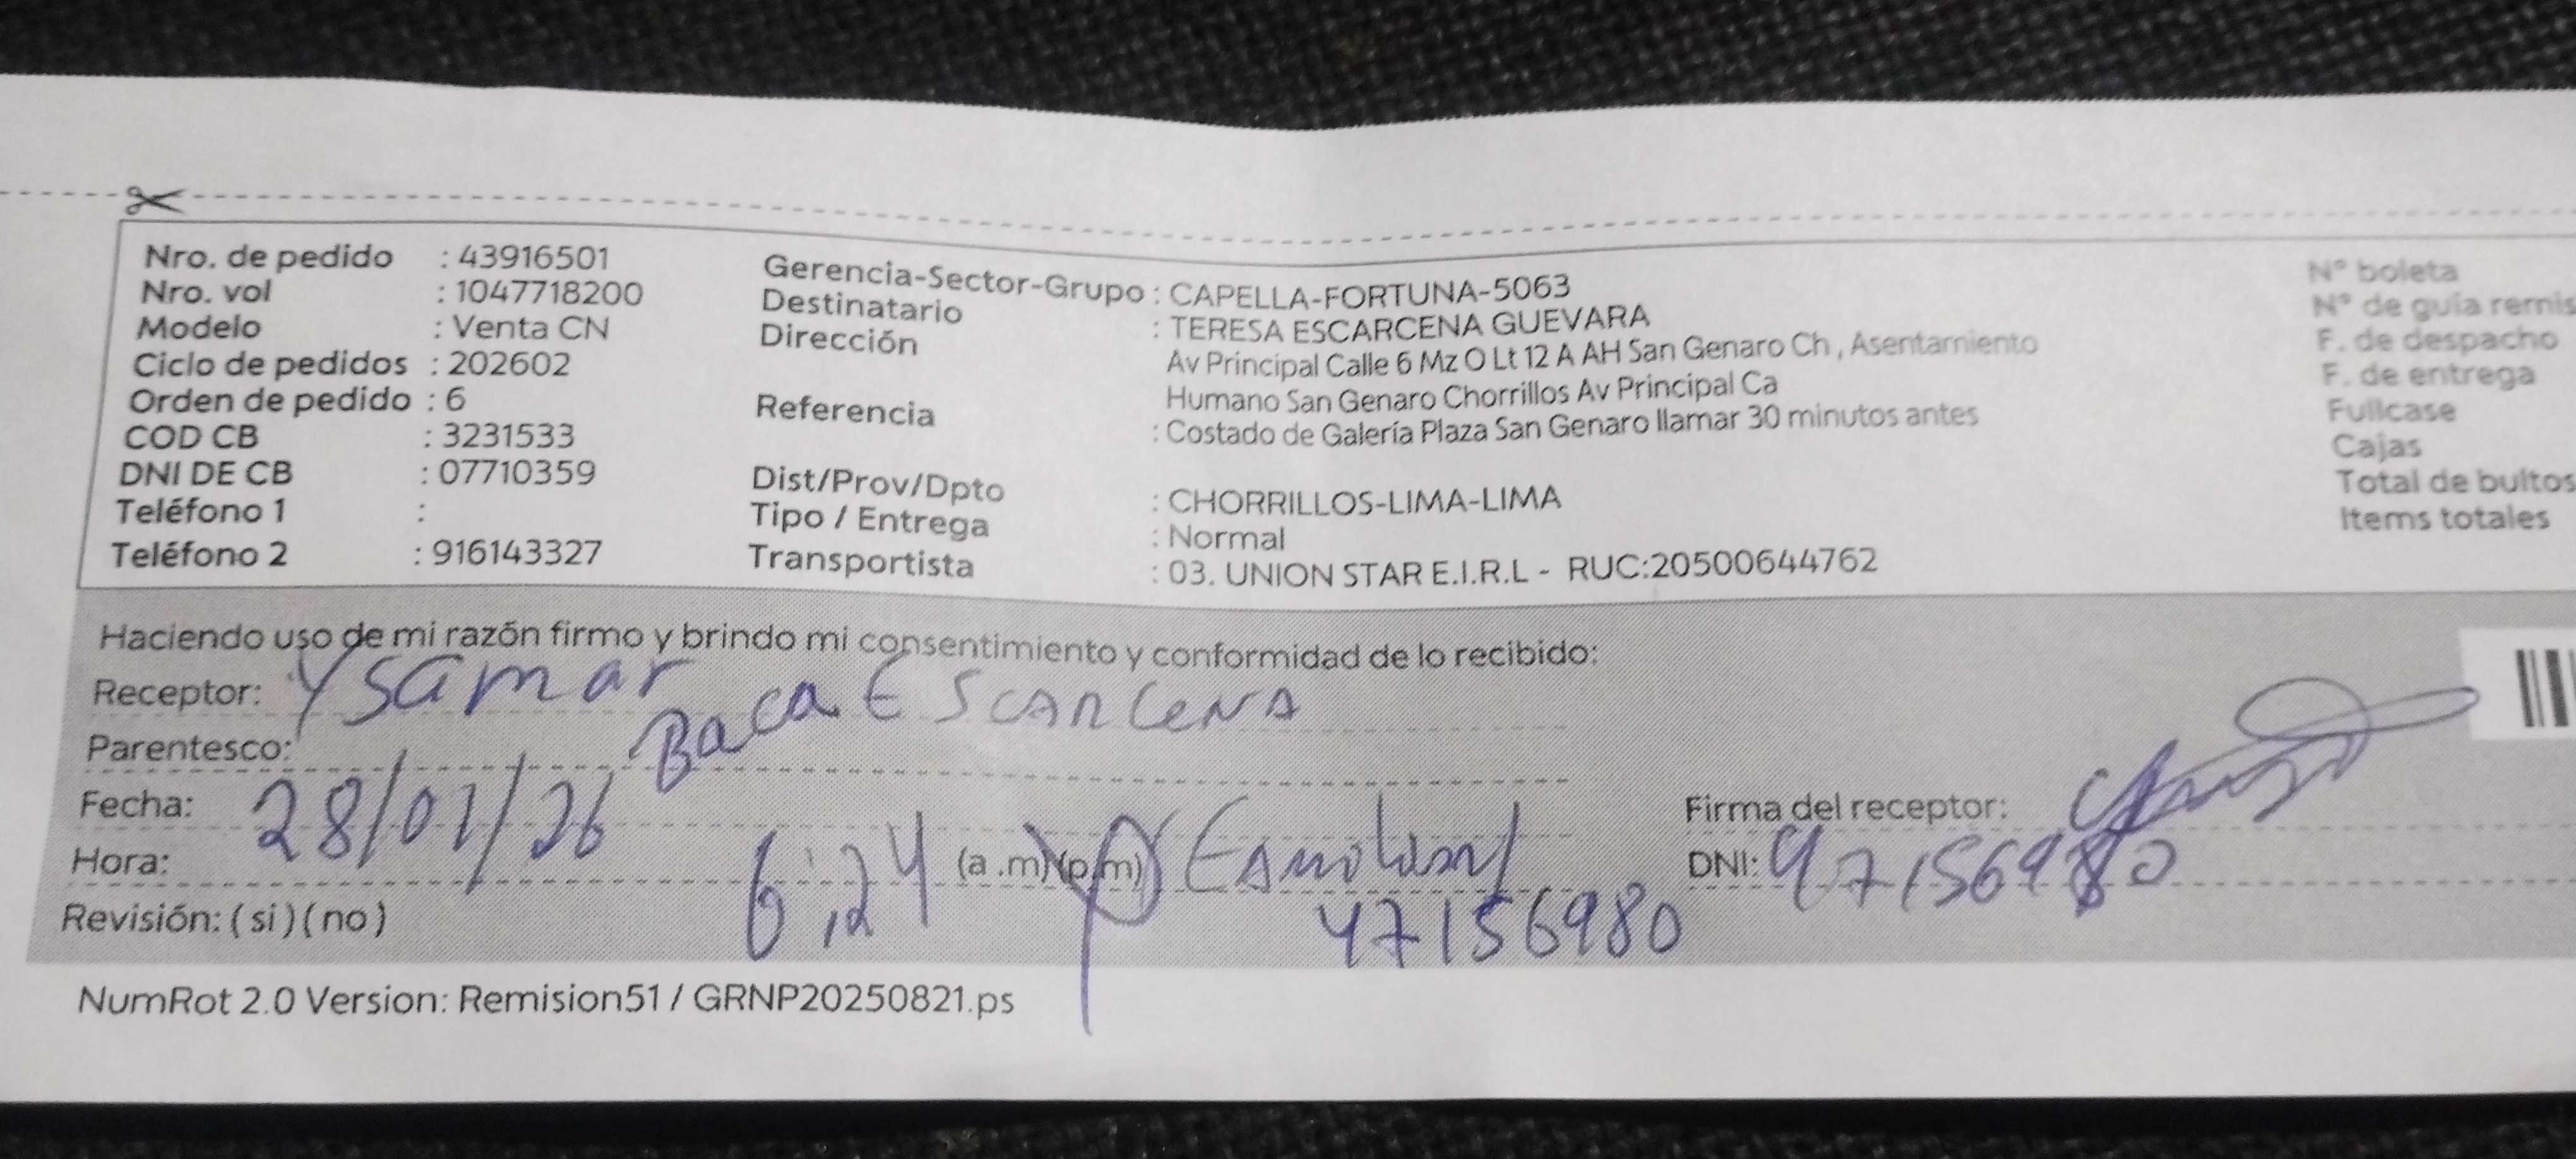 Nro. de pedido : 43916501
Nro. vol : 1047718200
Modelo : Venta CN
Ciclo de pedidos : 202602
Orden de pedido : 6
COD CB : 3231533
DNI DE CB : 07710359
Teléfono 1 :
Teléfono 2 : 916143327
Gerencia-Sector-Grupo : CAPELLA-FORTUNA-5063
Destinatario : TERESA ESCARCENA GUEVARA
Dirección Av Principal Calle 6 Mz O Lt 12 A AH San Genaro Ch , Asentamiento
Humano San Genaro Chorrillos Av Principal Ca
Referencia : Costado de Galería Plaza San Genaro llamar 30 minutos antes
Dist/Prov/Dpto : CHORRILLOS-LIMA-LIMA
Tipo / Entrega : Normal
Transportista : 03. UNION STAR E.I.R.L - RUC:20500644762
N° boleta
N° de guía remis
F. de despacho
F. de entrega
Fullcase
Cajas
Total de bultos
Items totales
Haciendo uso de mi razón firmo y brindo mi consentimiento y conformidad de lo recibido:
Receptor: Ysamar Baca Escarcena
Parentesco:
Fecha: 28/01/26
Hora: 6:24 (a .m)(p.m)
47156980
Revisión: ( si ) ( no )
Firma del receptor:
DNI: 47156980
NumRot 2.0 Version: Remision51 / GRNP20250821.ps